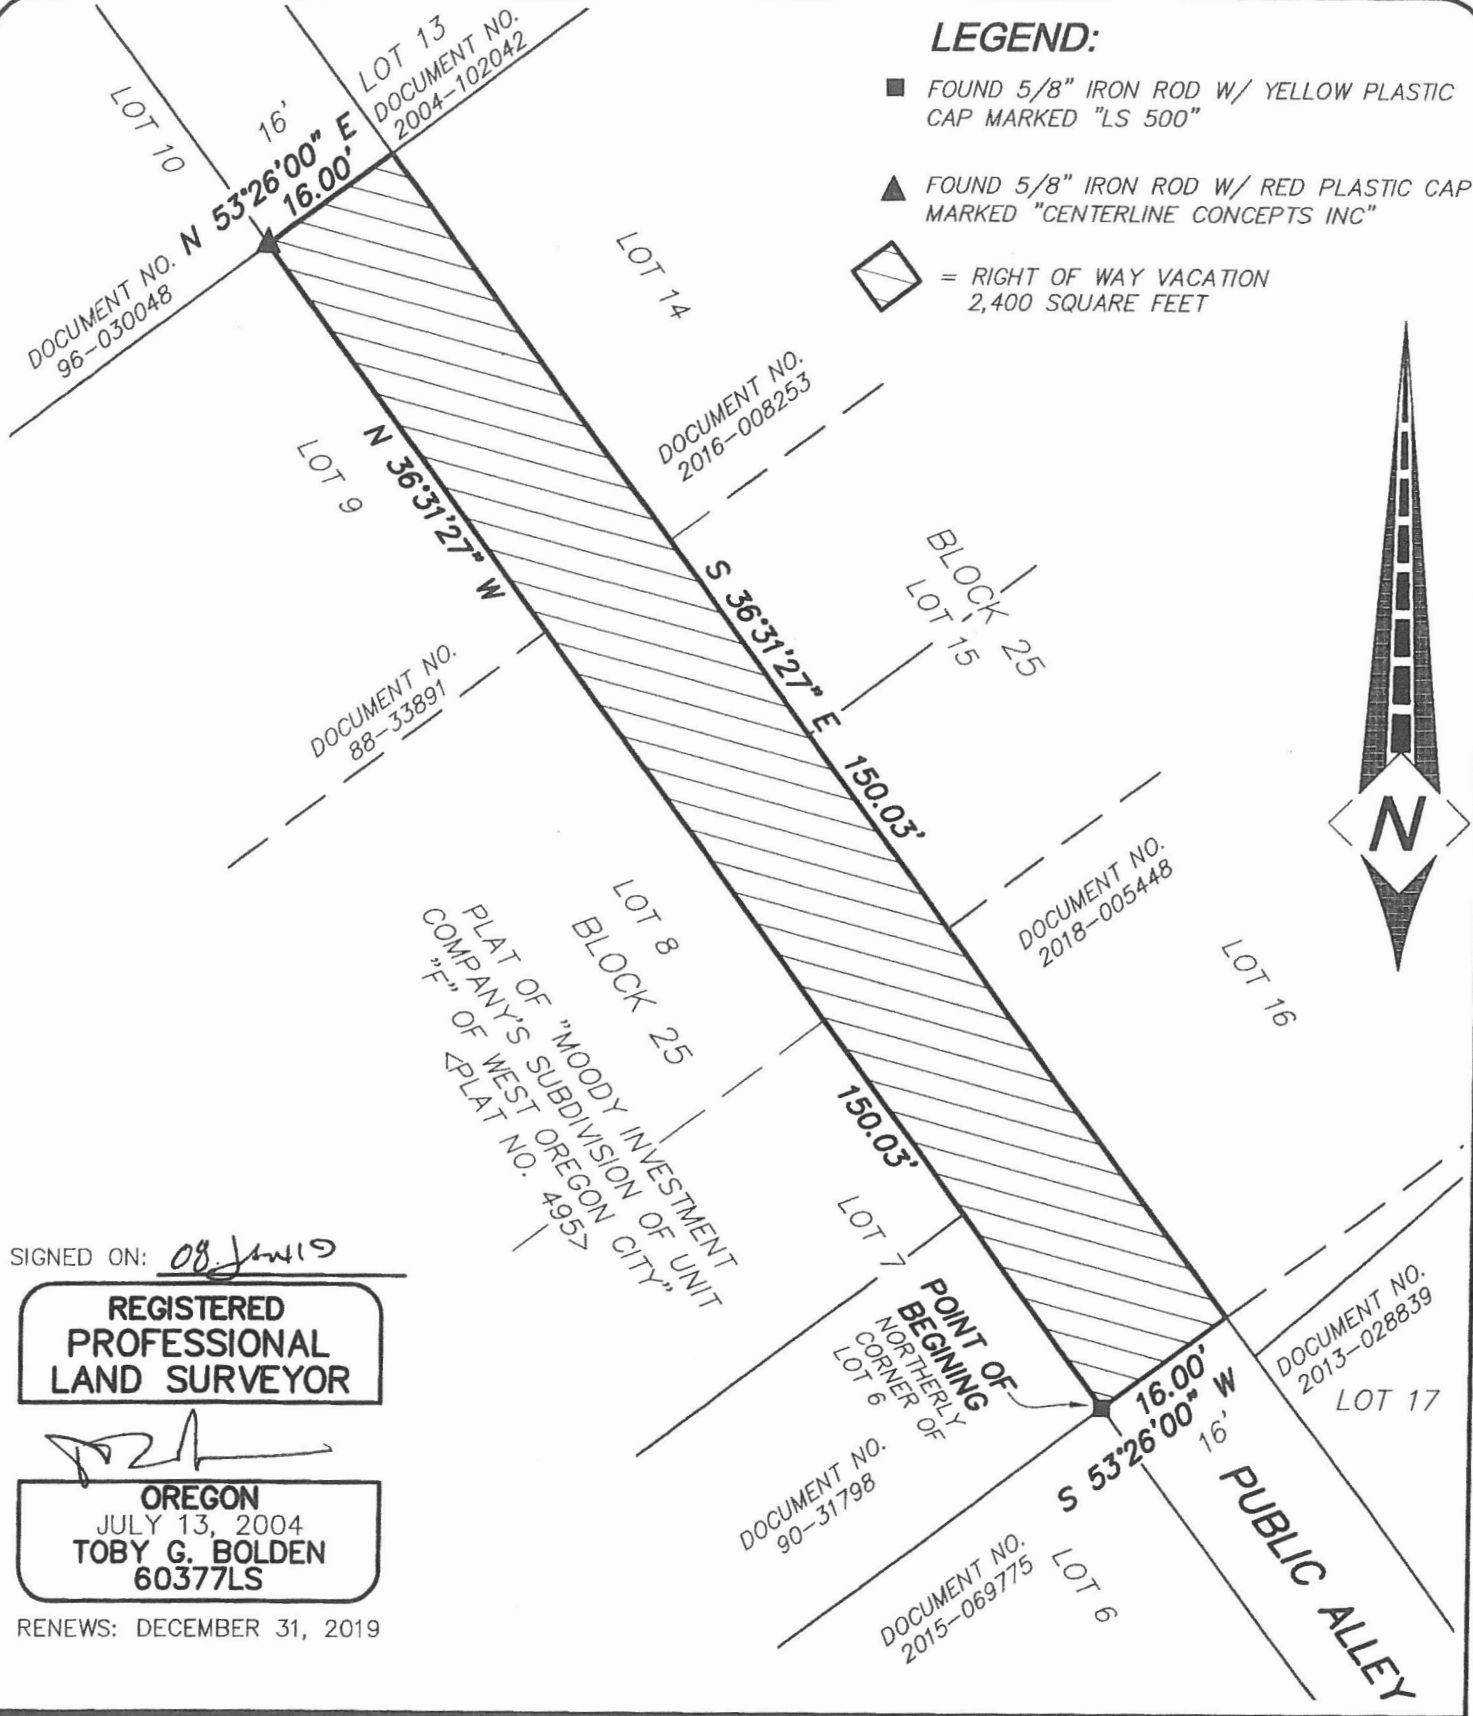 LEGEND:
FOUND 5/8" IRON ROD W/ YELLOW PLASTIC
CAP MARKED "LS 500"
FOUND 5/8" IRON ROD W/ RED PLASTIC CAP
MARKED "CENTERLINE CONCEPTS INC"
= RIGHT OF WAY VACATION
2,400 SQUARE FEET
LOT 10
16'
LOT 13
DOCUMENT NO.
2004-102042
N 53°26'00" E
16.00'
DOCUMENT NO.
96-030048
LOT 14
LOT 9
N 36°31'27" W
DOCUMENT NO.
2016-008253
S 36°31'27" E
150.03'
BLOCK 25
LOT 15
DOCUMENT NO.
88-33891
N
DOCUMENT NO.
2018-005448
LOT 16
LOT 8
BLOCK 25
PLAT OF "MOODY INVESTMENT
COMPANY'S SUBDIVISION OF UNIT
"F" OF WEST OREGON CITY"
<PLAT NO. 495>
150.03'
LOT 7
POINT OF
BEGINNING
NORTHERLY
CORNER OF
LOT 6
16.00'
S 53°26'00" W
16'
DOCUMENT NO.
2013-028839
LOT 17
DOCUMENT NO.
90-31798
DOCUMENT NO.
2015-069775
LOT 6
PUBLIC ALLEY
SIGNED ON: 08.JAN19
REGISTERED
PROFESSIONAL
LAND SURVEYOR
OREGON
JULY 13, 2004
TOBY G. BOLDEN
60377LS
RENEWS: DECEMBER 31, 2019